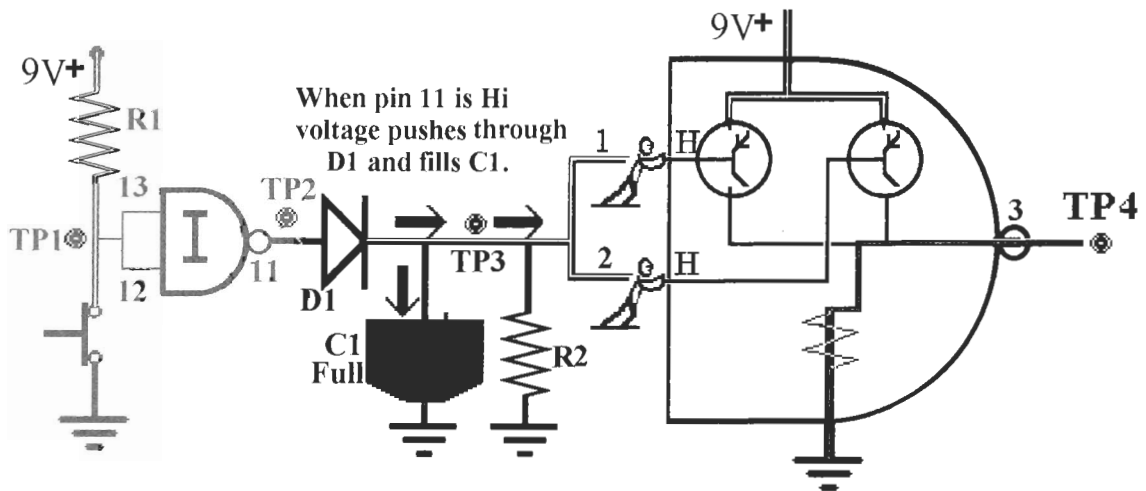 9V+
R1
13
TP1
12
I
11
TP2
D1
When pin 11 is Hi
voltage pushes through
D1 and fills C1.
TP3
C1
Full
R2
1
H
2
H
9V+
3
TP4